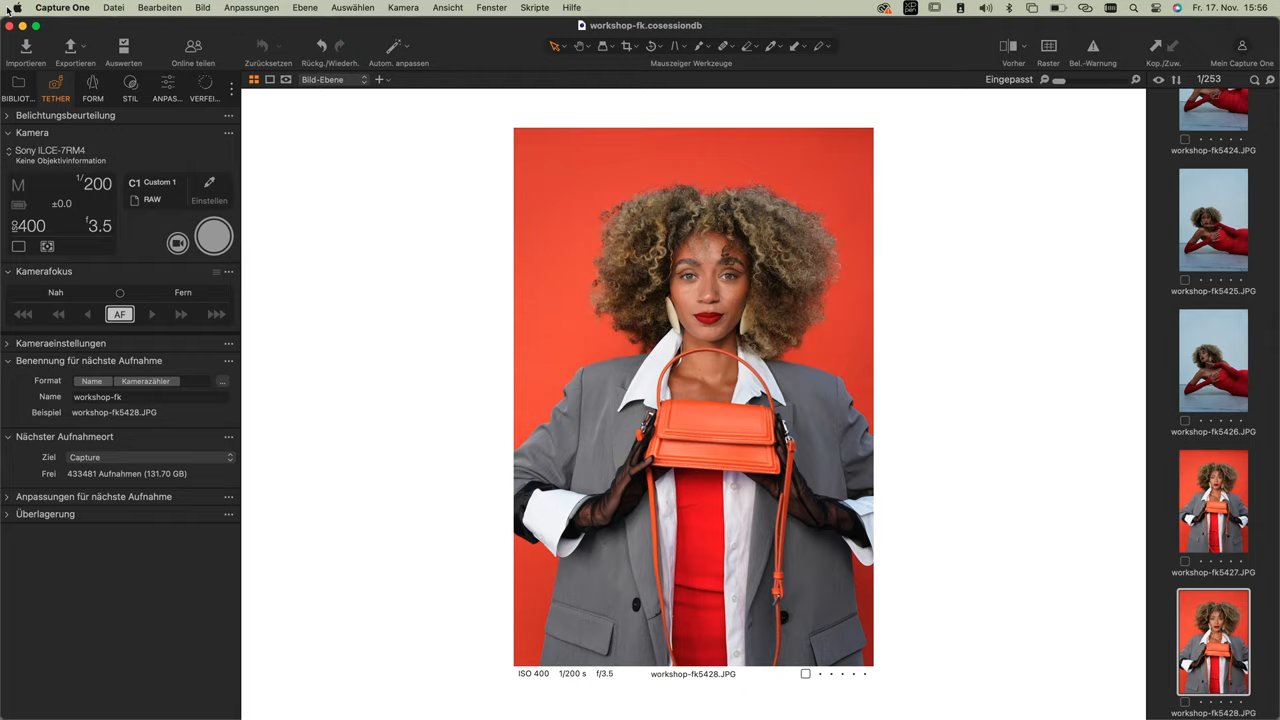 Capture One Datei Bearbeiten Bild Anpassungen Ebene Auswählen Kamera Ansicht Fenster Skripte Hilfe Fr. 17. Nov. 15:56
workshop-fk.cosessiondb
Importieren Exportieren Auswerten Online teilen Zurücksetzen Rückg./Wiederh. Autom. anpassen Mauszeiger Werkzeuge Vorher Raster Bel.-Warnung Kop./Zuw. Mein Capture One
Bild-Ebene Eingepasst 1/253
BIBLIOT... TETHER FORM STIL ANPAS... VERFEI...
Belichtungsbeurteilung
Kamera
Sony ILCE-7RM4
Keine Objektivinformation
M 1/200 C1 Custom 1
±0.0 RAW Einstellen
ISO 400 f3.5
Kamerafokus
Nah Fern
AF
Kameraeinstellungen
Benennung für nächste Aufnahme
Format Name Kamerazähler ...
Name workshop-fk
Beispiel workshop-fk5428.JPG
Nächster Aufnahmeort
Ziel Capture
Frei 433481 Aufnahmen (131.70 GB)
Anpassungen für nächste Aufnahme
Überlagerung
ISO 400 1/200 s f/3.5 workshop-fk5428.JPG
workshop-fk5424.JPG
workshop-fk5425.JPG
workshop-fk5426.JPG
workshop-fk5427.JPG
workshop-fk5428.JPG